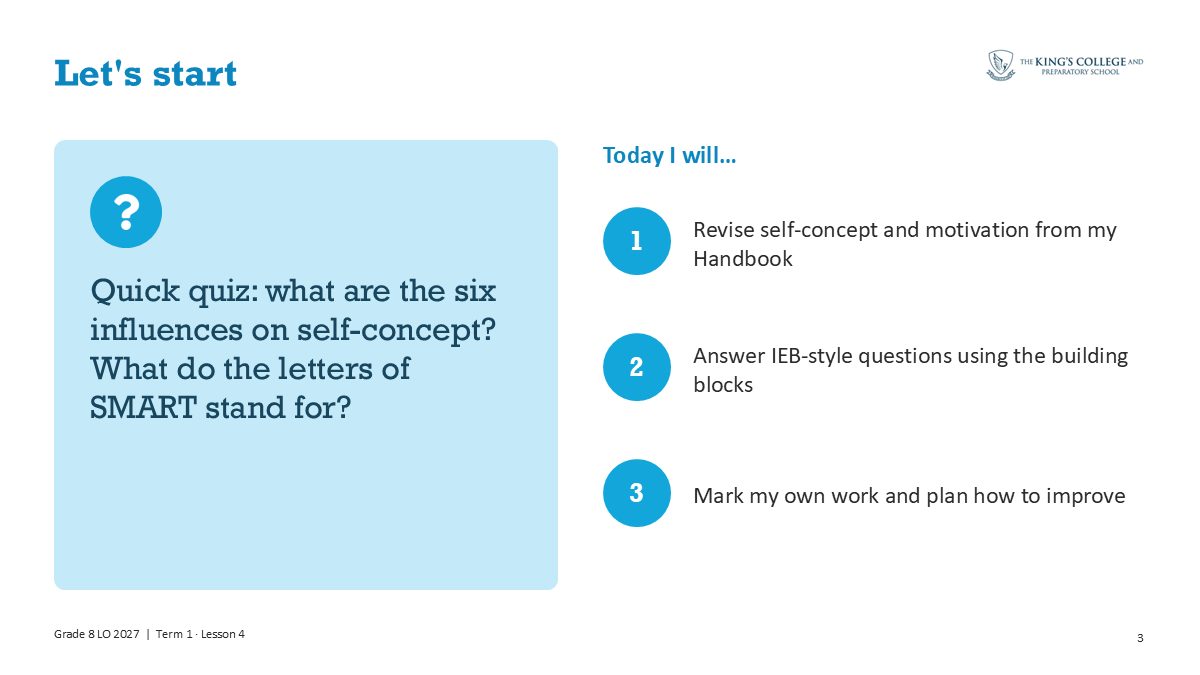 Let's start
THE KING'S COLLEGE AND
PREPARATORY SCHOOL
?
Quick quiz: what are the six
influences on self-concept?
What do the letters of
SMART stand for?
Today I will...
1
Revise self-concept and motivation from my
Handbook
2
Answer IEB-style questions using the building
blocks
3
Mark my own work and plan how to improve
Grade 8 LO 2027 | Term 1 · Lesson 4
3